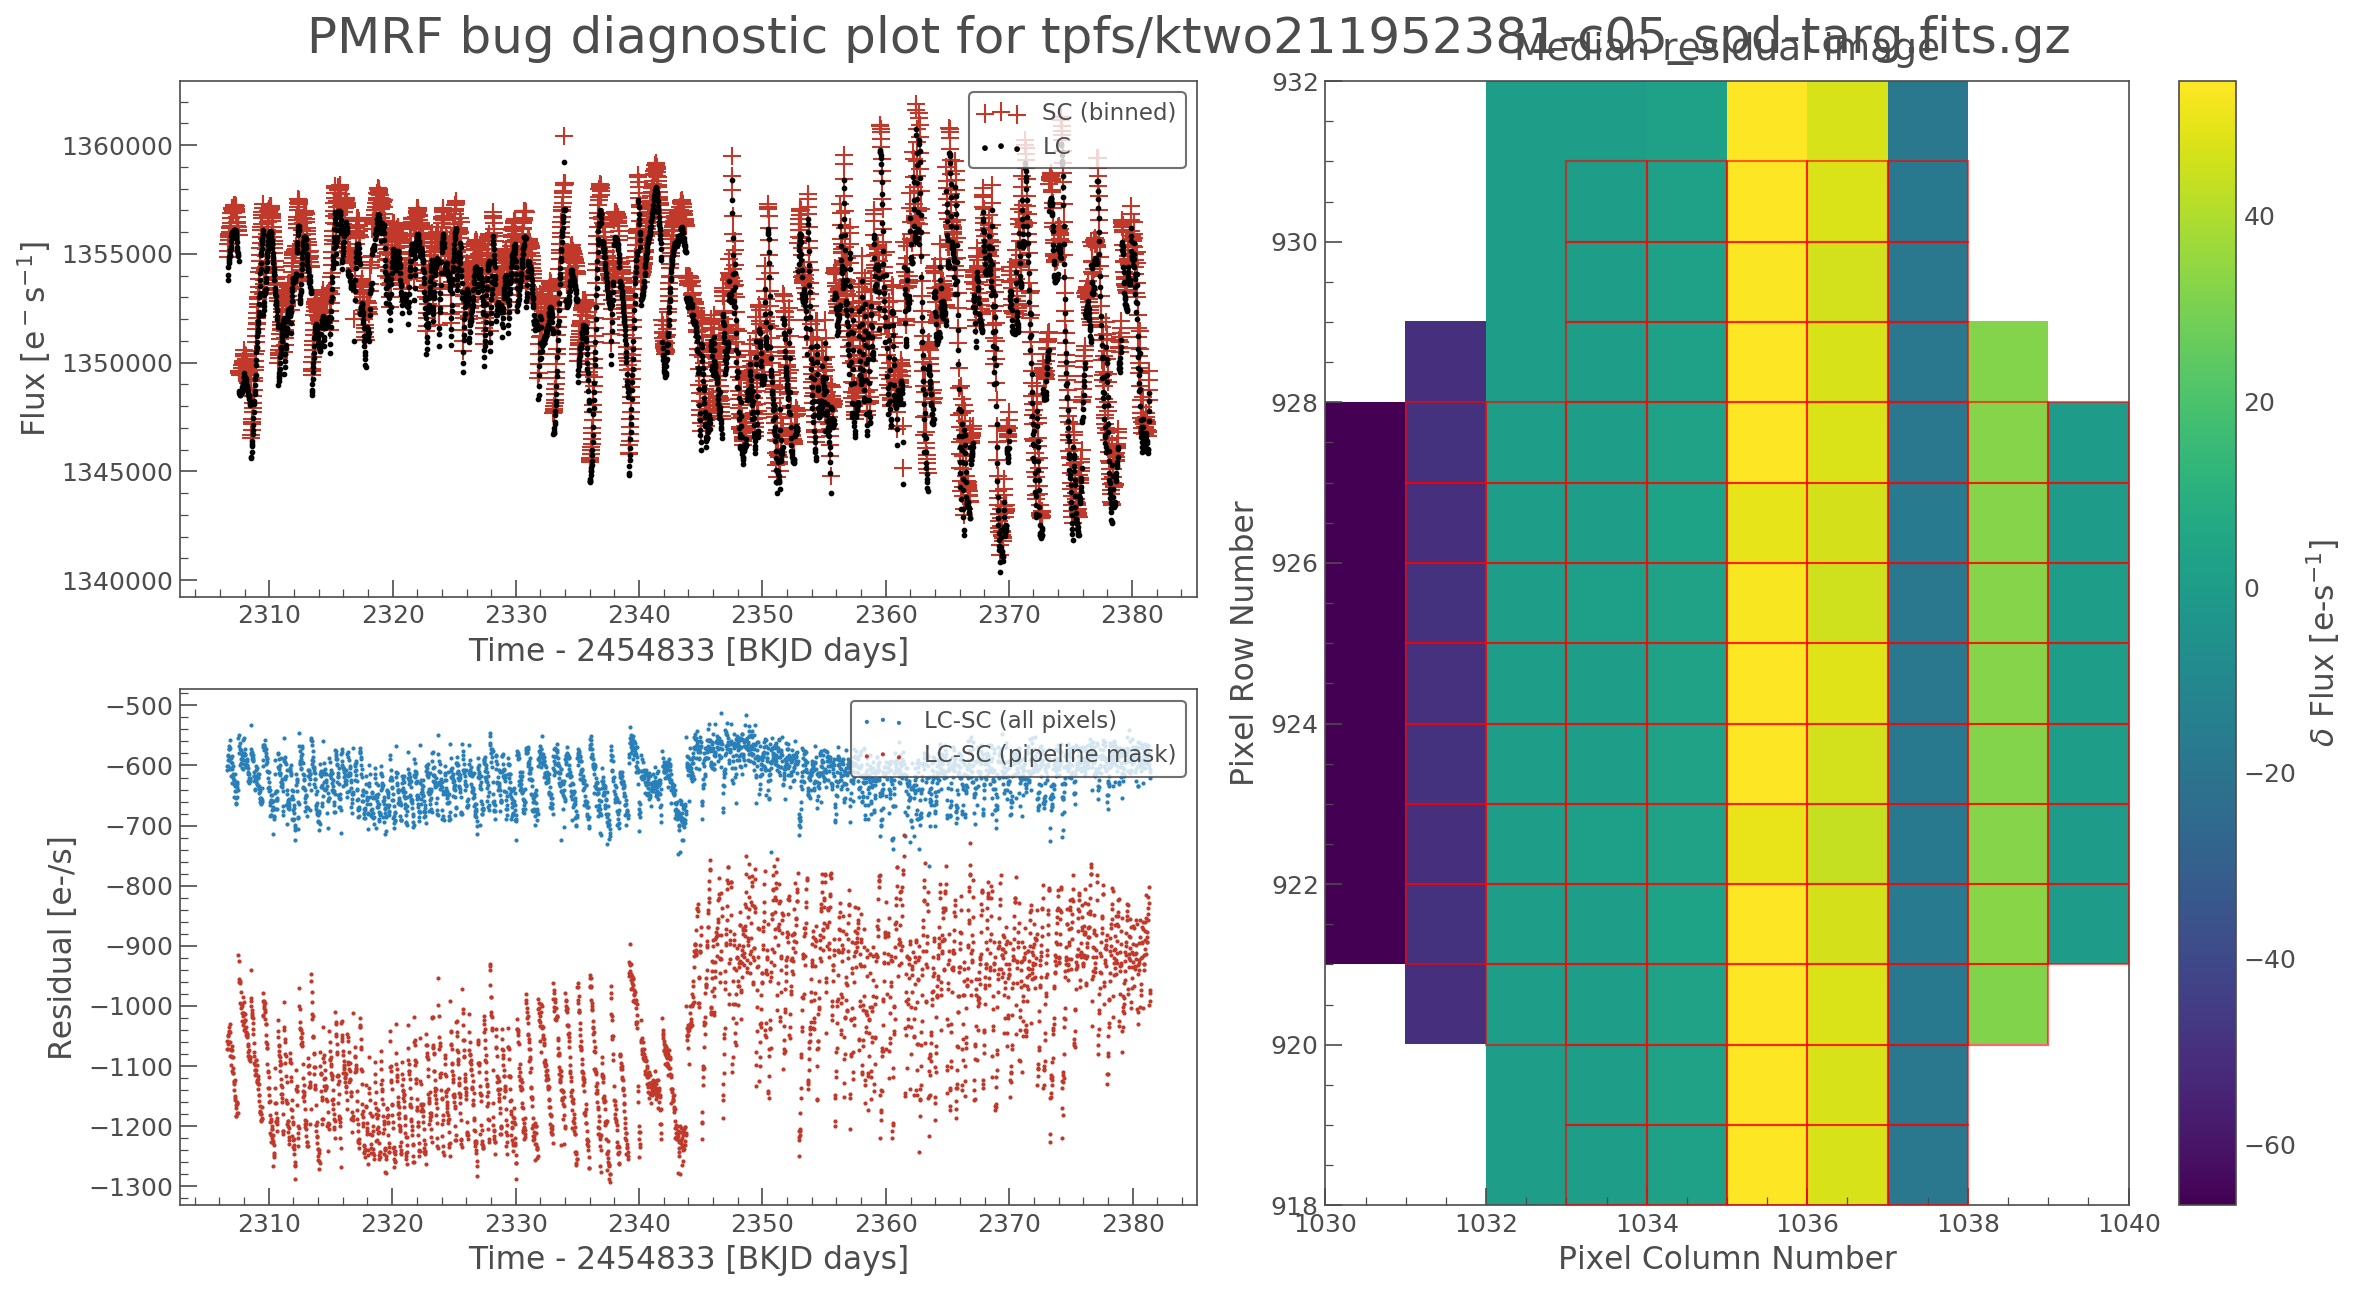 PMRF bug diagnostic plot for tpfs/ktwo211952381-c05_spd-targ.fits.gz
Median residual image
SC (binned)
LC
1360000
1355000
1350000
1345000
1340000
Flux [e⁻ s⁻¹]
2310 2320 2330 2340 2350 2360 2370 2380
Time - 2454833 [BKJD days]
LC-SC (all pixels)
LC-SC (pipeline mask)
−500
−600
−700
−800
−900
−1000
−1100
−1200
−1300
Residual [e-/s]
2310 2320 2330 2340 2350 2360 2370 2380
Time - 2454833 [BKJD days]
932
930
928
926
924
922
920
918
Pixel Row Number
1030 1032 1034 1036 1038 1040
Pixel Column Number
40
20
0
−20
−40
−60
δ Flux [e-s⁻¹]